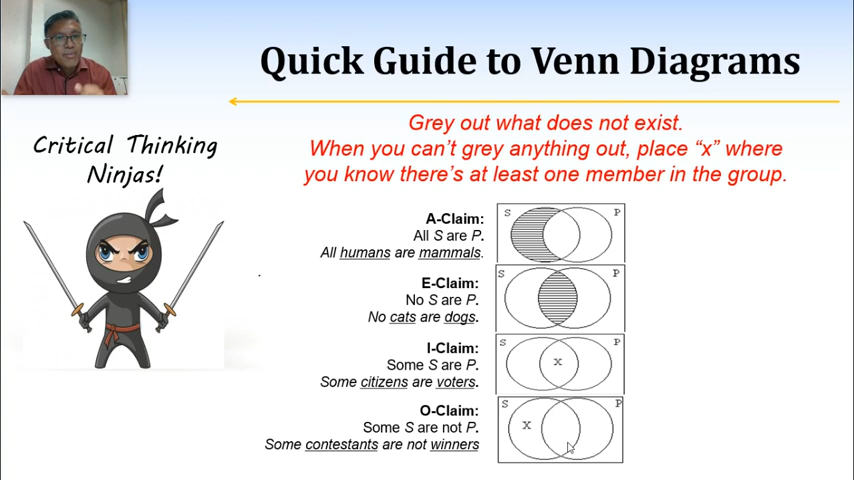 Quick Guide to Venn Diagrams
Grey out what does not exist.
When you can't grey anything out, place “x” where
you know there's at least one member in the group.
Critical Thinking
Ninjas!
A-Claim:
All S are P.
All humans are mammals.
S P
E-Claim:
No S are P.
No cats are dogs.
S P
I-Claim:
Some S are P.
Some citizens are voters.
S P
X
O-Claim:
Some S are not P.
Some contestants are not winners
S P
X